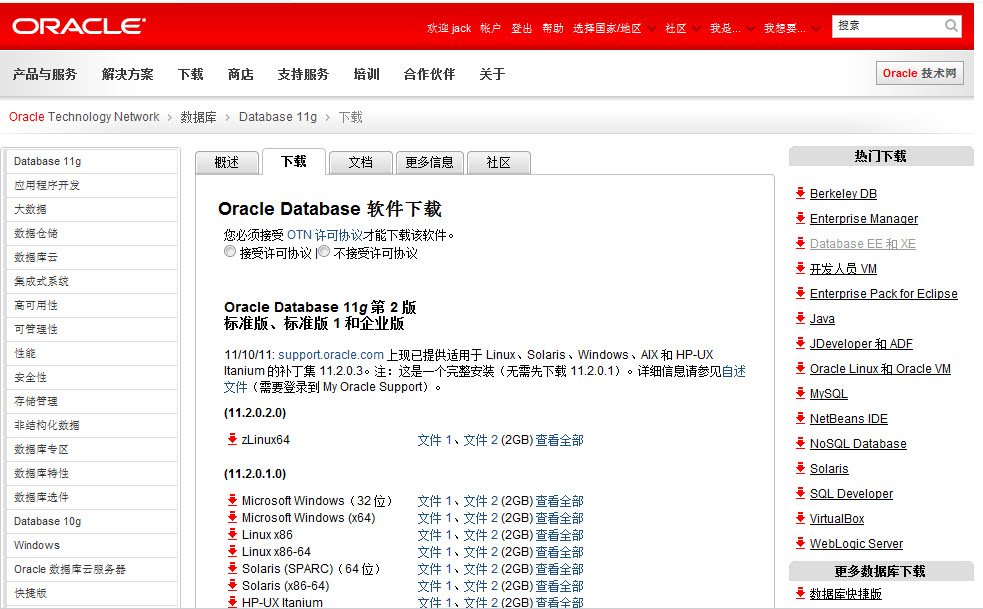 ORACLE
欢迎 jack 帐户 登出 帮助 选择国家/地区 社区 我是... 我想要... 搜索
产品与服务 解决方案 下载 商店 支持服务 培训 合作伙伴 关于 Oracle 技术网
Oracle Technology Network > 数据库 > Database 11g > 下载
Database 11g
应用程序开发
大数据
数据仓储
数据库云
集成式系统
高可用性
可管理性
性能
安全性
存储管理
非结构化数据
数据库专区
数据库特性
数据库选件
Database 10g
Windows
Oracle 数据库云服务器
快捷版
概述 下载 文档 更多信息 社区
Oracle Database 软件下载
您必须接受 OTN 许可协议才能下载该软件。
接受许可协议 | 不接受许可协议
Oracle Database 11g 第 2 版
标准版、标准版 1 和企业版
11/10/11: support.oracle.com 上现已提供适用于 Linux、Solaris、Windows、AIX 和 HP-UX
Itanium 的补丁集 11.2.0.3。注：这是一个完整安装（无需先下载 11.2.0.1）。详细信息请参见自述
文件（需要登录到 My Oracle Support）。
(11.2.0.2.0)
zLinux64 文件 1、文件 2 (2GB) 查看全部
(11.2.0.1.0)
Microsoft Windows（32 位） 文件 1、文件 2 (2GB) 查看全部
Microsoft Windows (x64) 文件 1、文件 2 (2GB) 查看全部
Linux x86 文件 1、文件 2 (2GB) 查看全部
Linux x86-64 文件 1、文件 2 (2GB) 查看全部
Solaris (SPARC)（64 位） 文件 1、文件 2 (2GB) 查看全部
Solaris (x86-64) 文件 1、文件 2 (2GB) 查看全部
HP-UX Itanium 文件 1、文件 2 (2GB) 查看全部
热门下载
Berkeley DB
Enterprise Manager
Database EE 和 XE
开发人员 VM
Enterprise Pack for Eclipse
Java
JDeveloper 和 ADF
Oracle Linux 和 Oracle VM
MySQL
NetBeans IDE
NoSQL Database
Solaris
SQL Developer
VirtualBox
WebLogic Server
更多数据库下载
数据库快捷版